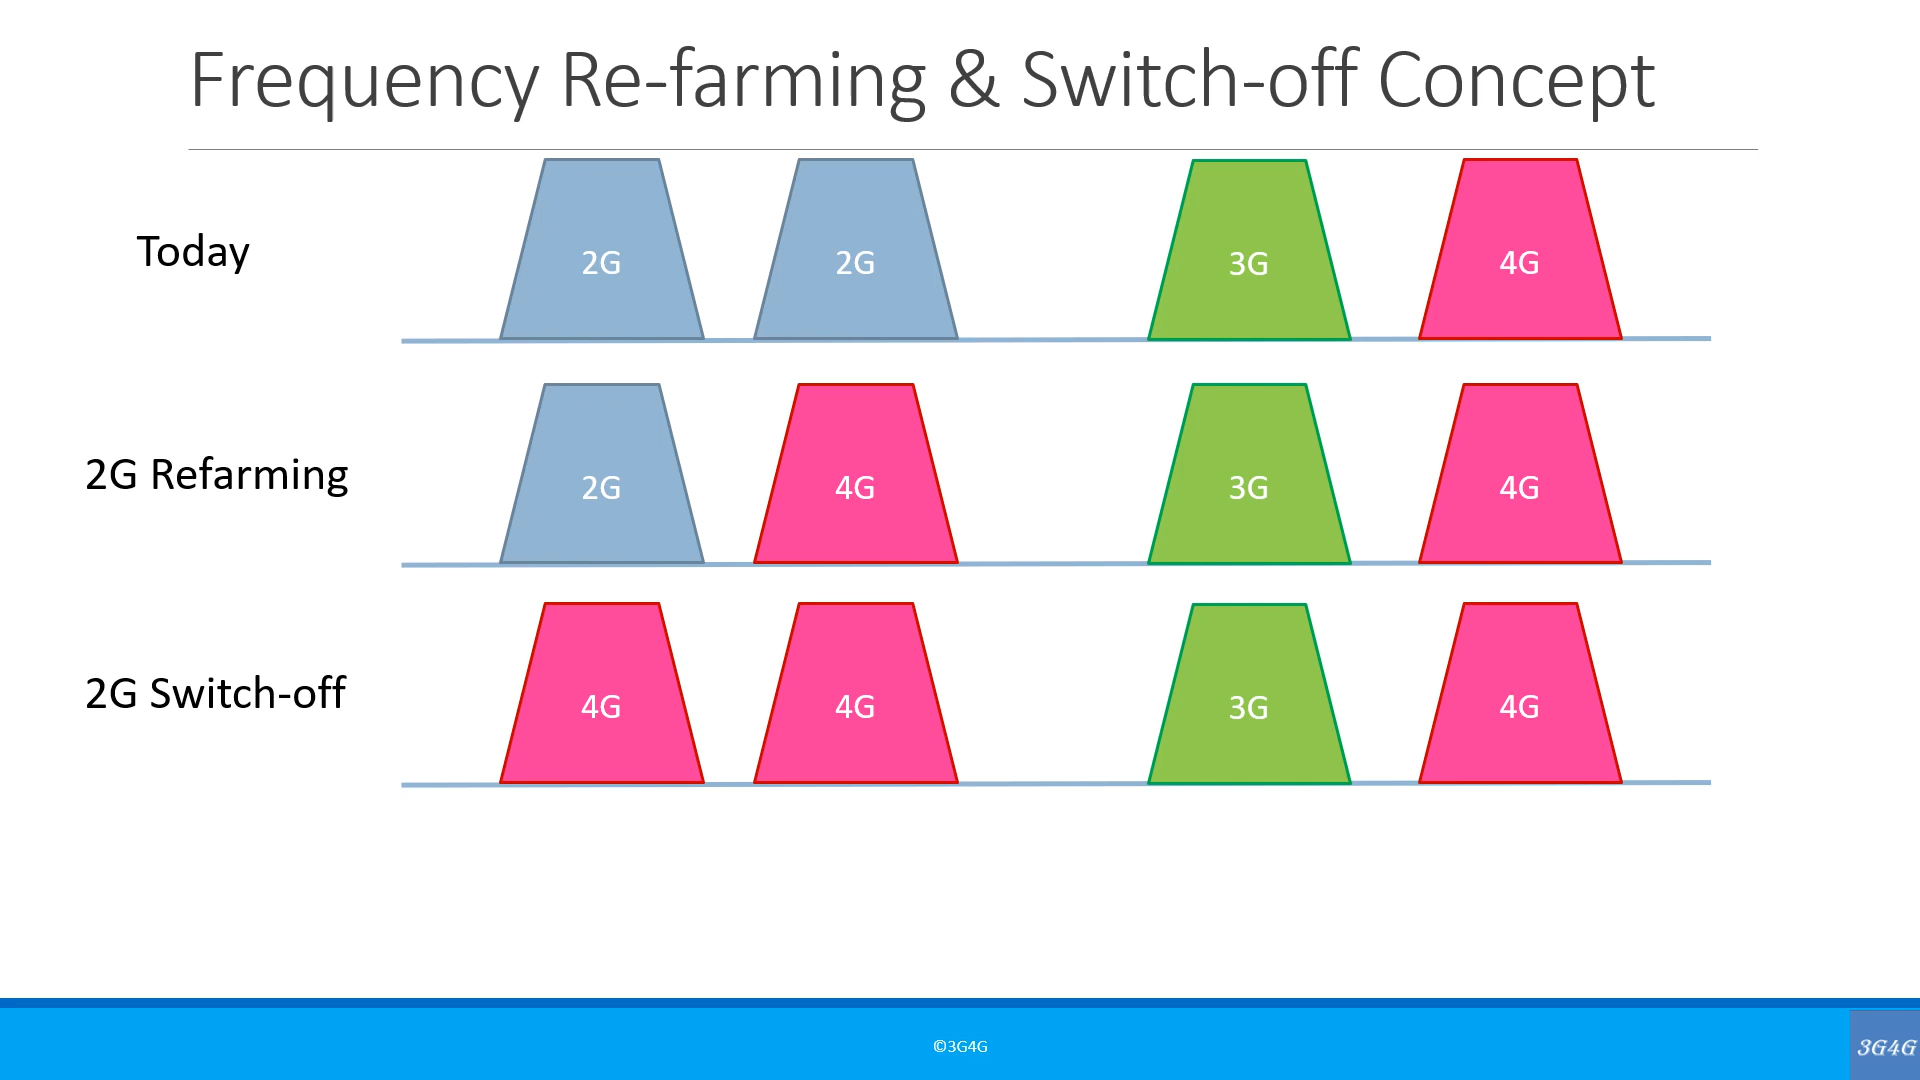 Frequency Re-farming & Switch-off Concept
Today
2G 2G 3G 4G
2G Refarming
2G 4G 3G 4G
2G Switch-off
4G 4G 3G 4G
©3G4G
3G4G